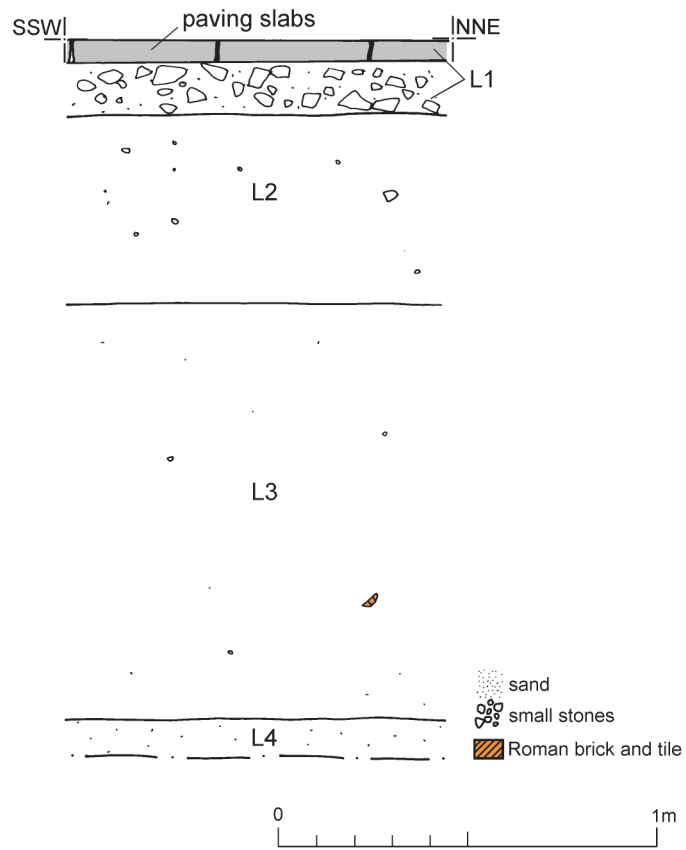 paving slabs
SSW
NNE
L1
L2
L3
L4
sand
small stones
Roman brick and tile
0
1m